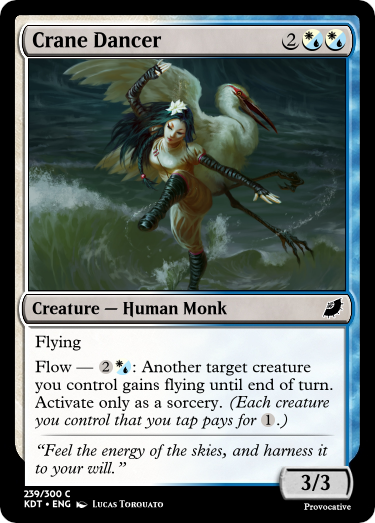 Crane Dancer 2
Creature — Human Monk
Flying
Flow — 2 : Another target creature
you control gains flying until end of turn.
Activate only as a sorcery. (Each creature
you control that you tap pays for 1.)
“Feel the energy of the skies, and harness it
to your will.”
3/3
239/300 C
KDT • ENG Lucas Torquato
Provocative